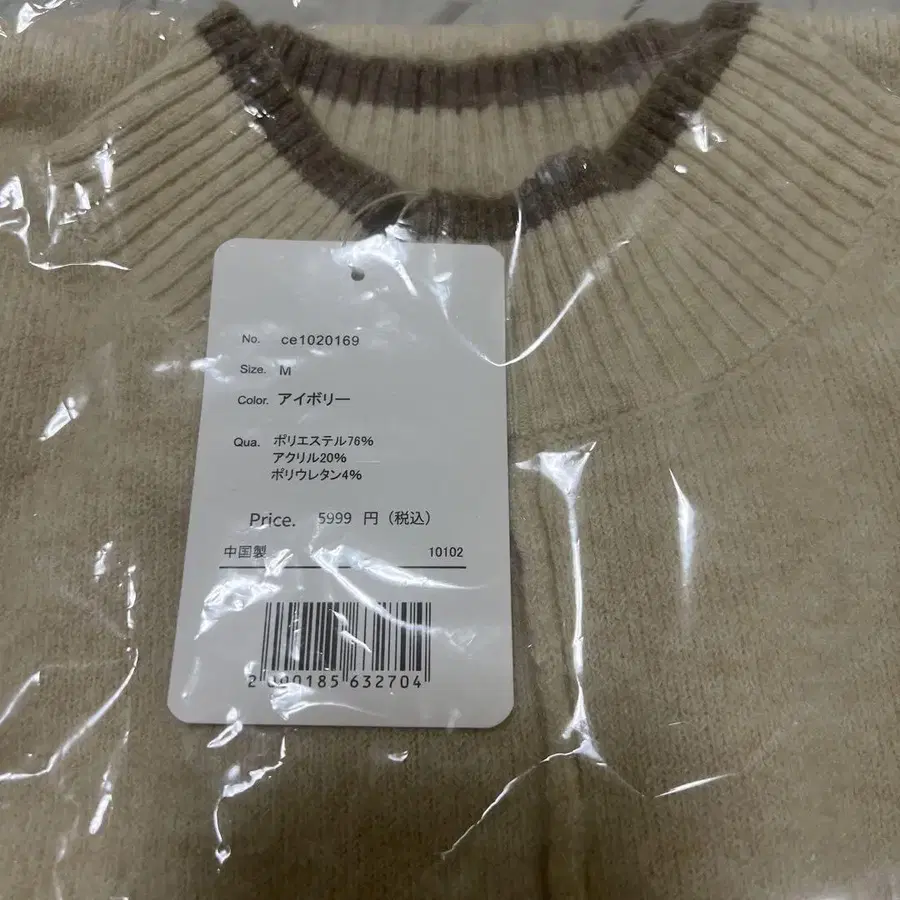 No. ce1020169
Size. M
Color. アイボリー
Qua. ポリエステル76%
アクリル20%
ポリウレタン4%
Price. 5999 円（税込）
中国製 10102
632704